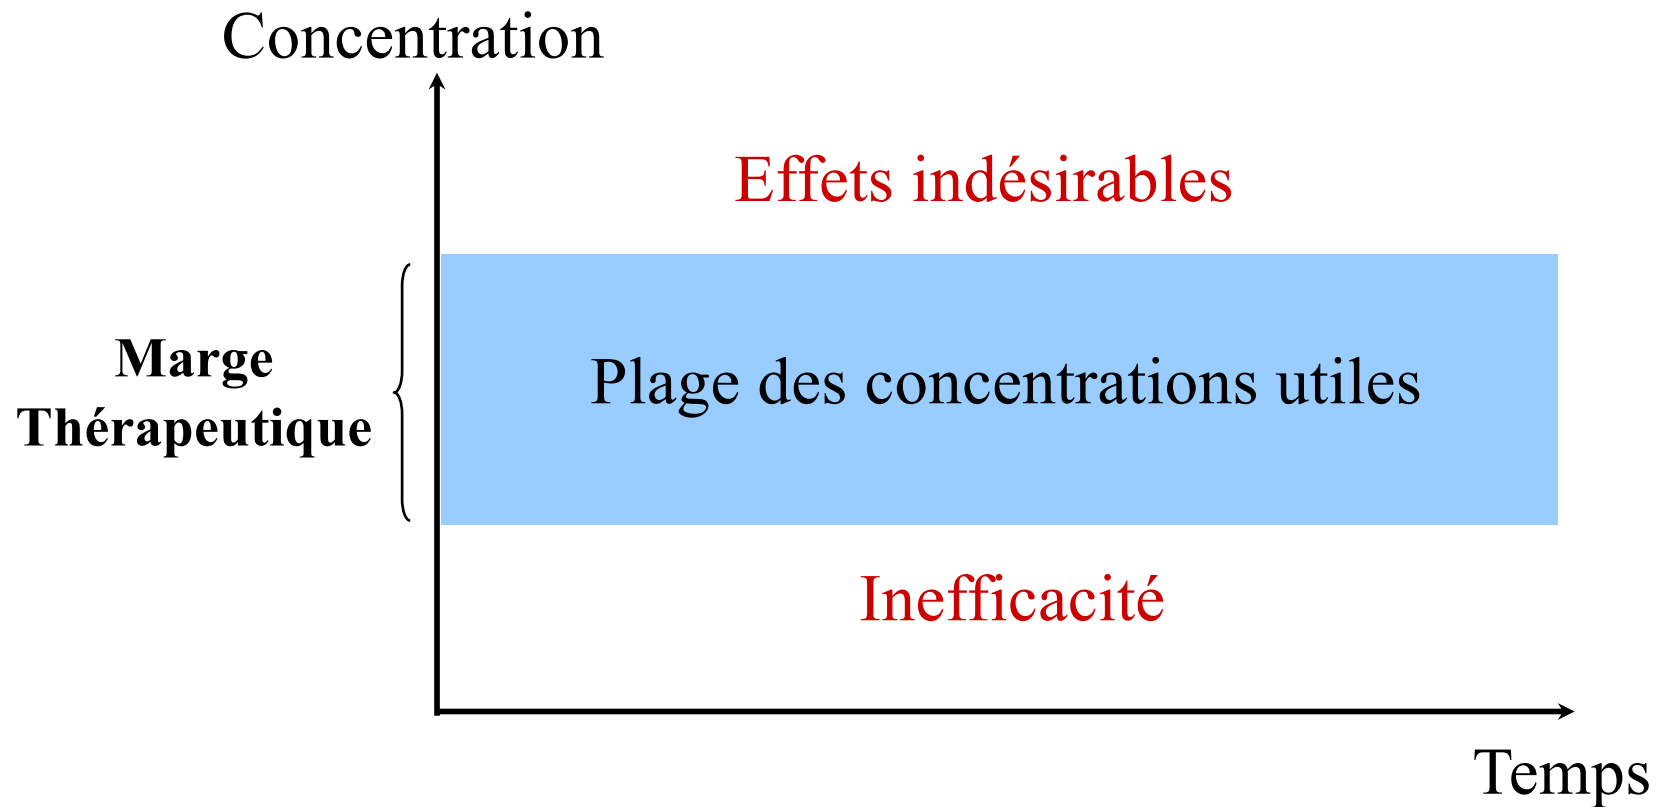 Concentration
Effets indésirables
Marge
Thérapeutique
Plage des concentrations utiles
Inefficacité
Temps